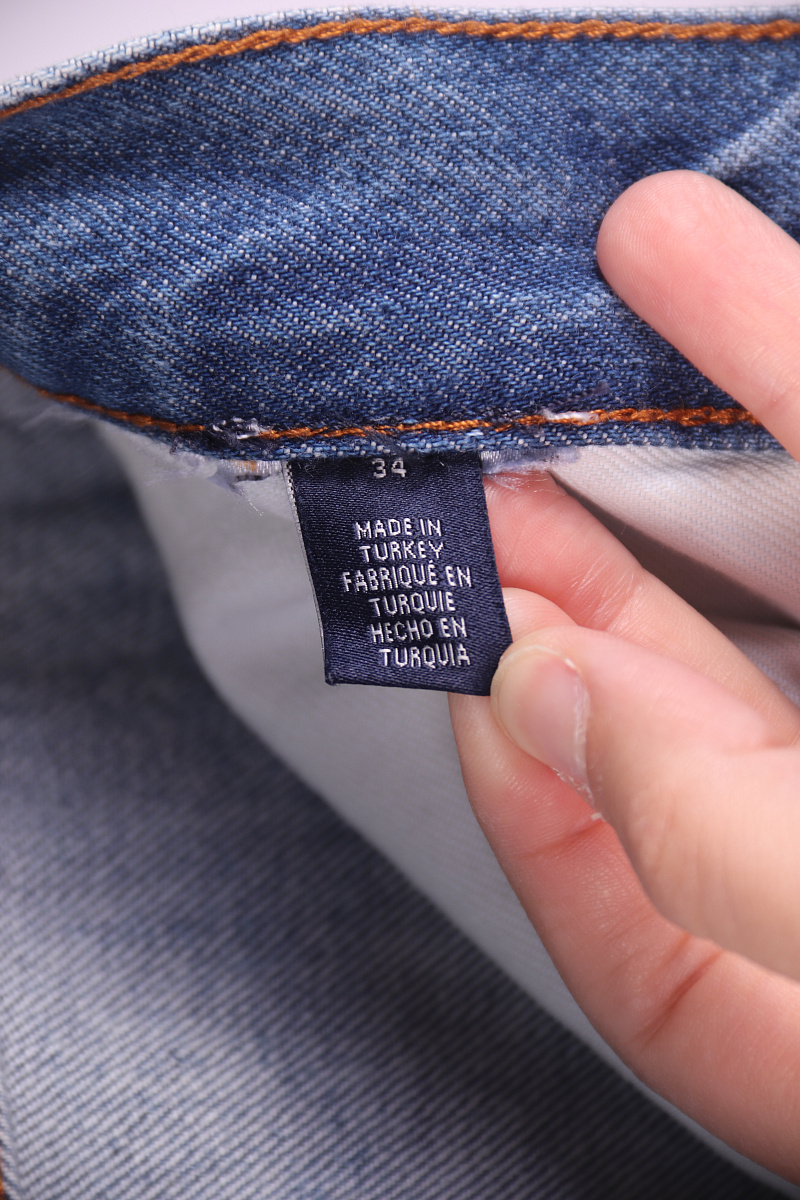 34
MADE IN
TURKEY
FABRIQUÉ EN
TURQUIE
HECHO EN
TURQUIA